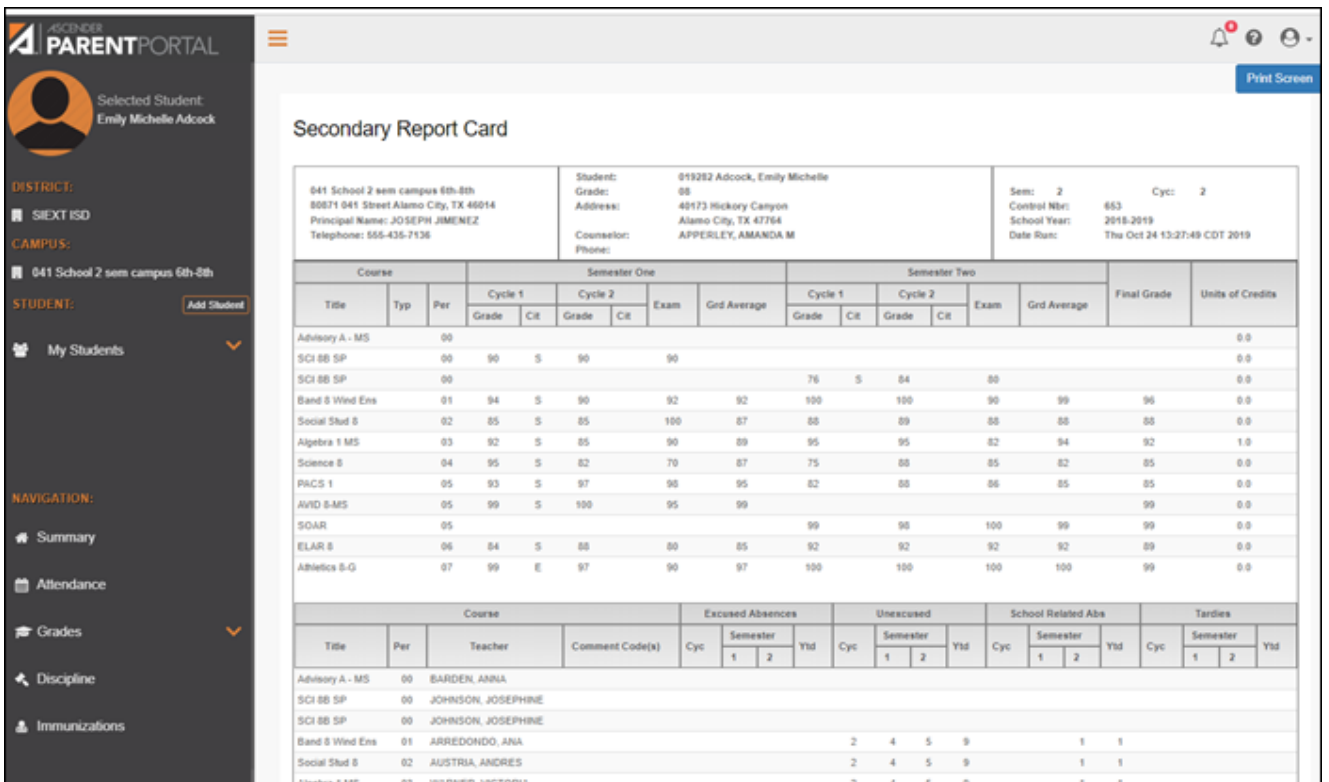 ASCENDER
PARENTPORTAL
0
Print Screen
Selected Student:
Emily Michelle Adcock
DISTRICT:
SIEXT ISD
CAMPUS:
041 School 2 sem campus 6th-8th
STUDENT:
Add Student
My Students
NAVIGATION:
Summary
Attendance
Grades
Discipline
Immunizations
Secondary Report Card
041 School 2 sem campus 6th-8th
80871 041 Street Alamo City, TX 46014
Principal Name: JOSEPH JIMENEZ
Telephone: 555-435-7136
Student: 019282 Adcock, Emily Michelle
Grade: 08
Address: 40173 Hickory Canyon
Alamo City, TX 47764
Counselor: APPERLEY, AMANDA M
Phone:
Sem: 2 Cyc: 2
Control Nbr: 653
School Year: 2018-2019
Date Run: Thu Oct 24 13:27:49 CDT 2019
Course Semester One Semester Two Final Grade Units of Credits
Title Typ Per Cycle 1 Cycle 2 Exam Grd Average Cycle 1 Cycle 2 Exam Grd Average
Grade Cit Grade Cit Grade Cit Grade Cit
Advisory A - MS 00 0.0
SCI 8B SP 00 90 S 90 90 0.0
SCI 8B SP 00 76 S 84 80 0.0
Band 8 Wind Ens 01 94 S 90 92 92 100 100 90 99 96 0.0
Social Stud 8 02 85 S 85 100 87 88 89 88 88 88 0.0
Algebra 1 MS 03 92 S 85 90 89 95 95 82 94 92 1.0
Science 8 04 95 S 82 70 87 75 88 85 82 85 0.0
PACS 1 05 93 S 97 98 95 82 88 86 85 85 0.0
AVID 8-MS 05 99 S 100 95 99 99 0.0
SOAR 05 99 98 100 99 99 0.0
ELAR 8 06 84 S 88 80 85 92 92 92 92 89 0.0
Athletics 8-G 07 99 E 97 90 97 100 100 100 100 99 0.0
Course Excused Absences Unexcused School Related Abs Tardies
Title Per Teacher Comment Code(s) Cyc Semester Ytd Cyc Semester Ytd Cyc Semester Ytd Cyc Semester Ytd
1 2 1 2 1 2 1 2
Advisory A - MS 00 BARDEN, ANNA
SCI 8B SP 00 JOHNSON, JOSEPHINE
SCI 8B SP 00 JOHNSON, JOSEPHINE
Band 8 Wind Ens 01 ARREDONDO, ANA 2 4 5 9 1 1
Social Stud 8 02 AUSTRIA, ANDRES 2 4 5 9 1 1